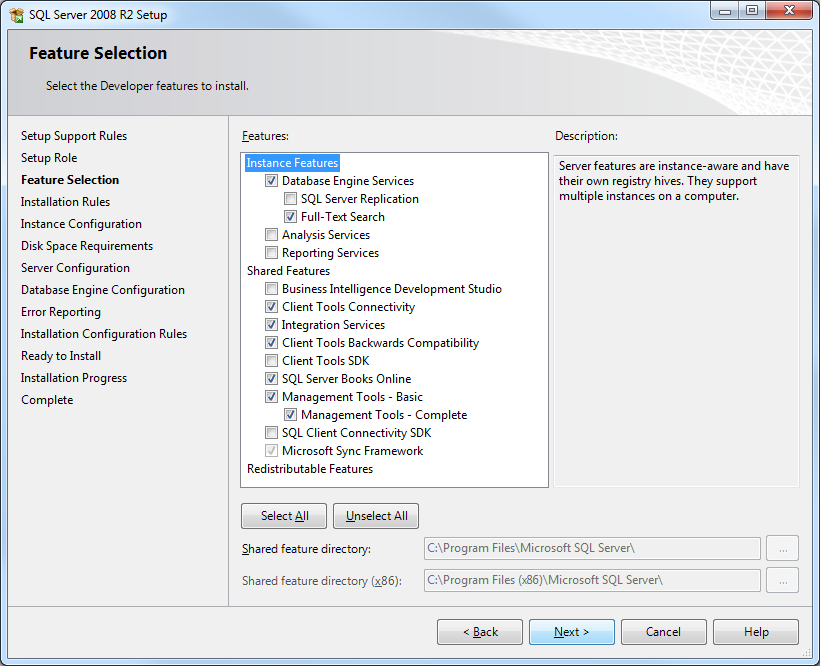 SQL Server 2008 R2 Setup
Feature Selection
Select the Developer features to install.
Setup Support Rules
Setup Role
Feature Selection
Installation Rules
Instance Configuration
Disk Space Requirements
Server Configuration
Database Engine Configuration
Error Reporting
Installation Configuration Rules
Ready to Install
Installation Progress
Complete
Features:
Instance Features
Database Engine Services
SQL Server Replication
Full-Text Search
Analysis Services
Reporting Services
Shared Features
Business Intelligence Development Studio
Client Tools Connectivity
Integration Services
Client Tools Backwards Compatibility
Client Tools SDK
SQL Server Books Online
Management Tools - Basic
Management Tools - Complete
SQL Client Connectivity SDK
Microsoft Sync Framework
Redistributable Features
Description:
Server features are instance-aware and have
their own registry hives. They support
multiple instances on a computer.
Select All Unselect All
Shared feature directory: C:\Program Files\Microsoft SQL Server\ ...
Shared feature directory (x86): C:\Program Files (x86)\Microsoft SQL Server\ ...
< Back Next > Cancel Help